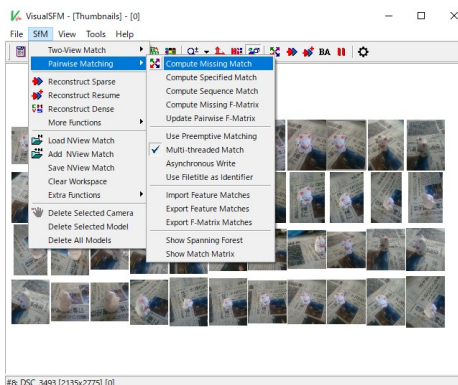 VisualSFM - [Thumbnails] - [0]
File SfM View Tools Help
Two-View Match
Pairwise Matching
Reconstruct Sparse
Reconstruct Resume
Reconstruct Dense
More Functions
Load NView Match
Add NView Match
Save NView Match
Clear Workspace
Extra Functions
Delete Selected Camera
Delete Selected Model
Delete All Models
Compute Missing Match
Compute Specified Match
Compute Sequence Match
Compute Missing F-Matrix
Update Pairwise F-Matrix
Use Preemptive Matching
Multi-threaded Match
Asynchronous Write
Use Filetitle as Identifier
Import Feature Matches
Export Feature Matches
Export F-Matrix Matches
Show Spanning Forest
Show Match Matrix
BA
#8: DSC_3493 [2135x2775] [0]